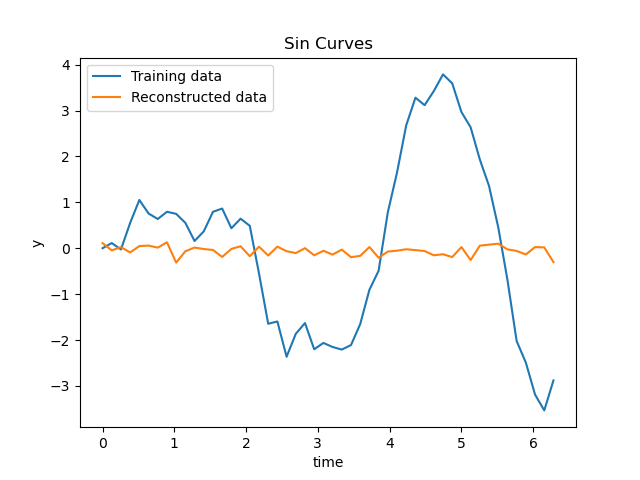 Sin Curves
Training data
Reconstructed data
4
3
2
1
0
−1
−2
−3
y
0 1 2 3 4 5 6
time